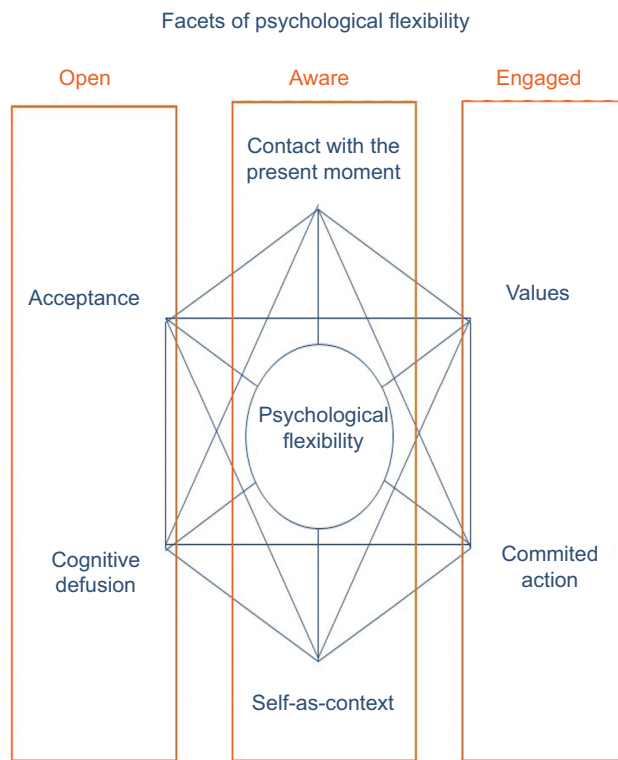 Facets of psychological flexibility
Open
Aware
Engaged
Contact with the
present moment
Acceptance
Values
Psychological
flexibility
Cognitive
defusion
Commited
action
Self-as-context